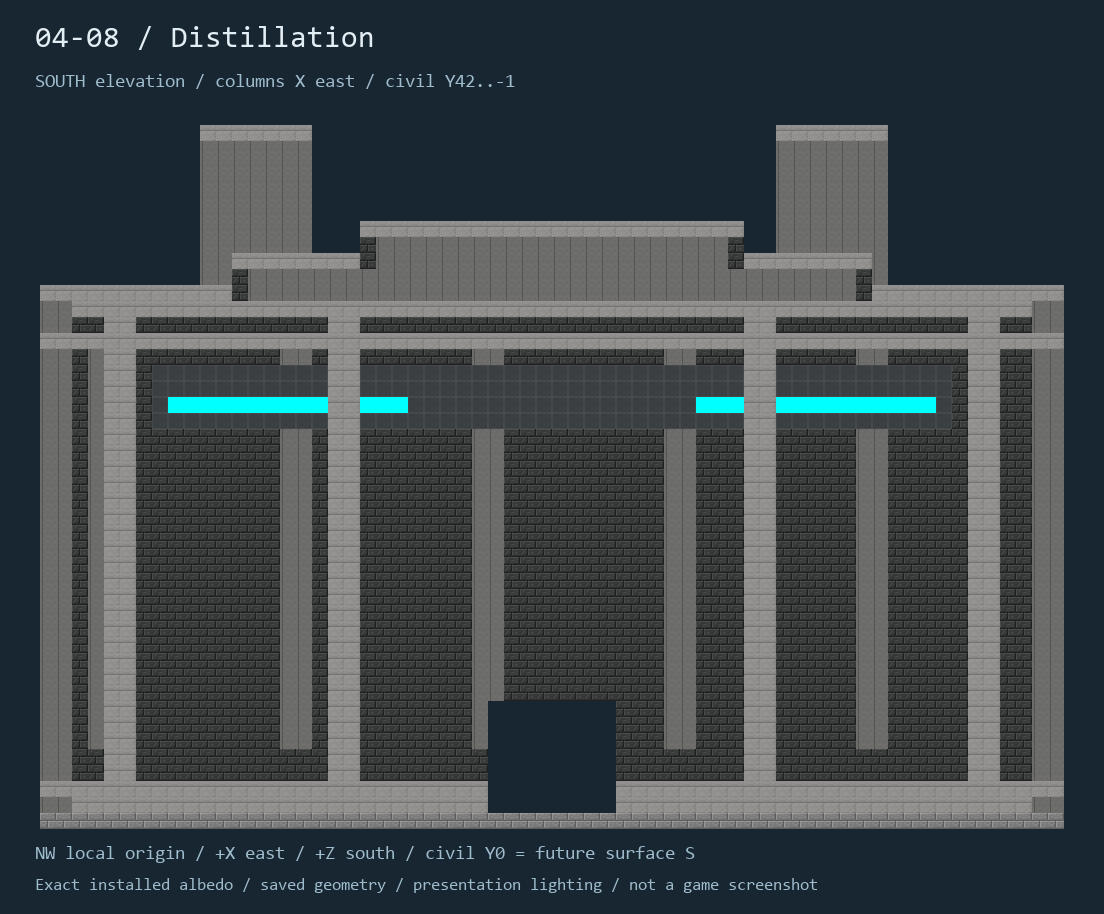 04-08 / Distillation
SOUTH elevation / columns X east / civil Y42..-1
NW local origin / +X east / +Z south / civil Y0 = future surface S
Exact installed albedo / saved geometry / presentation lighting / not a game screenshot